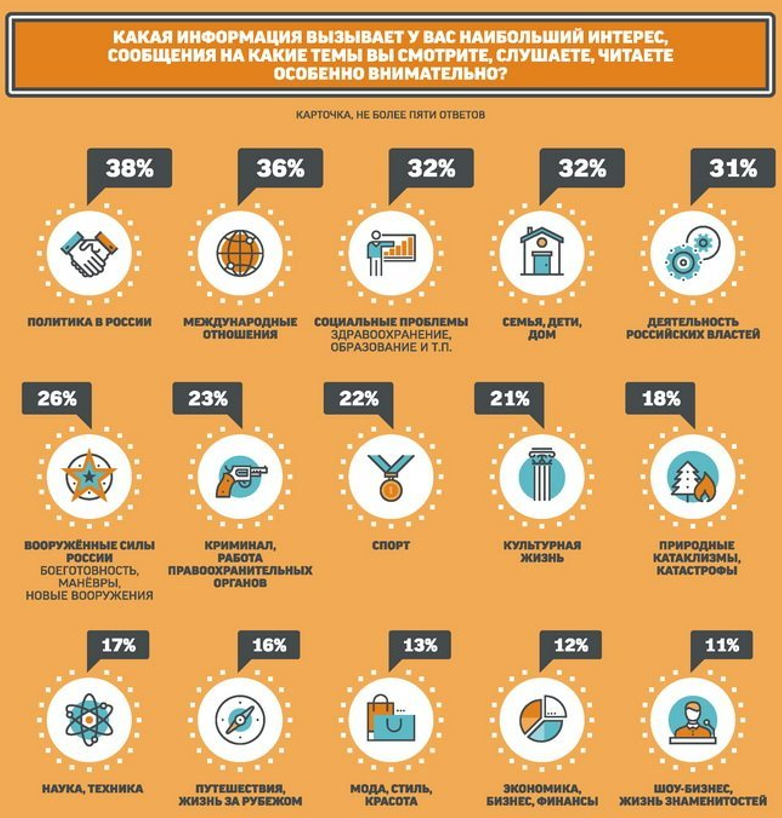 КАКАЯ ИНФОРМАЦИЯ ВЫЗЫВАЕТ У ВАС НАИБОЛЬШИЙ ИНТЕРЕС,
СООБЩЕНИЯ НА КАКИЕ ТЕМЫ ВЫ СМОТРИТЕ, СЛУШАЕТЕ, ЧИТАЕТЕ
ОСОБЕННО ВНИМАТЕЛЬНО?
КАРТОЧКА, НЕ БОЛЕЕ ПЯТИ ОТВЕТОВ
38%
ПОЛИТИКА В РОССИИ
36%
МЕЖДУНАРОДНЫЕ
ОТНОШЕНИЯ
32%
СОЦИАЛЬНЫЕ ПРОБЛЕМЫ
ЗДРАВООХРАНЕНИЕ,
ОБРАЗОВАНИЕ И Т.П.
32%
СЕМЬЯ, ДЕТИ,
ДОМ
31%
ДЕЯТЕЛЬНОСТЬ
РОССИЙСКИХ ВЛАСТЕЙ
26%
ВООРУЖЁННЫЕ СИЛЫ
РОССИИ
БОЕГОТОВНОСТЬ,
МАНЁВРЫ,
НОВЫЕ ВООРУЖЕНИЯ
23%
КРИМИНАЛ,
РАБОТА
ПРАВООХРАНИТЕЛЬНЫХ
ОРГАНОВ
22%
СПОРТ
21%
КУЛЬТУРНАЯ
ЖИЗНЬ
18%
ПРИРОДНЫЕ
КАТАКЛИЗМЫ,
КАТАСТРОФЫ
17%
НАУКА, ТЕХНИКА
16%
ПУТЕШЕСТВИЯ,
ЖИЗНЬ ЗА РУБЕЖОМ
13%
МОДА, СТИЛЬ,
КРАСОТА
12%
ЭКОНОМИКА,
БИЗНЕС, ФИНАНСЫ
11%
ШОУ-БИЗНЕС,
ЖИЗНЬ ЗНАМЕНИТОСТЕЙ